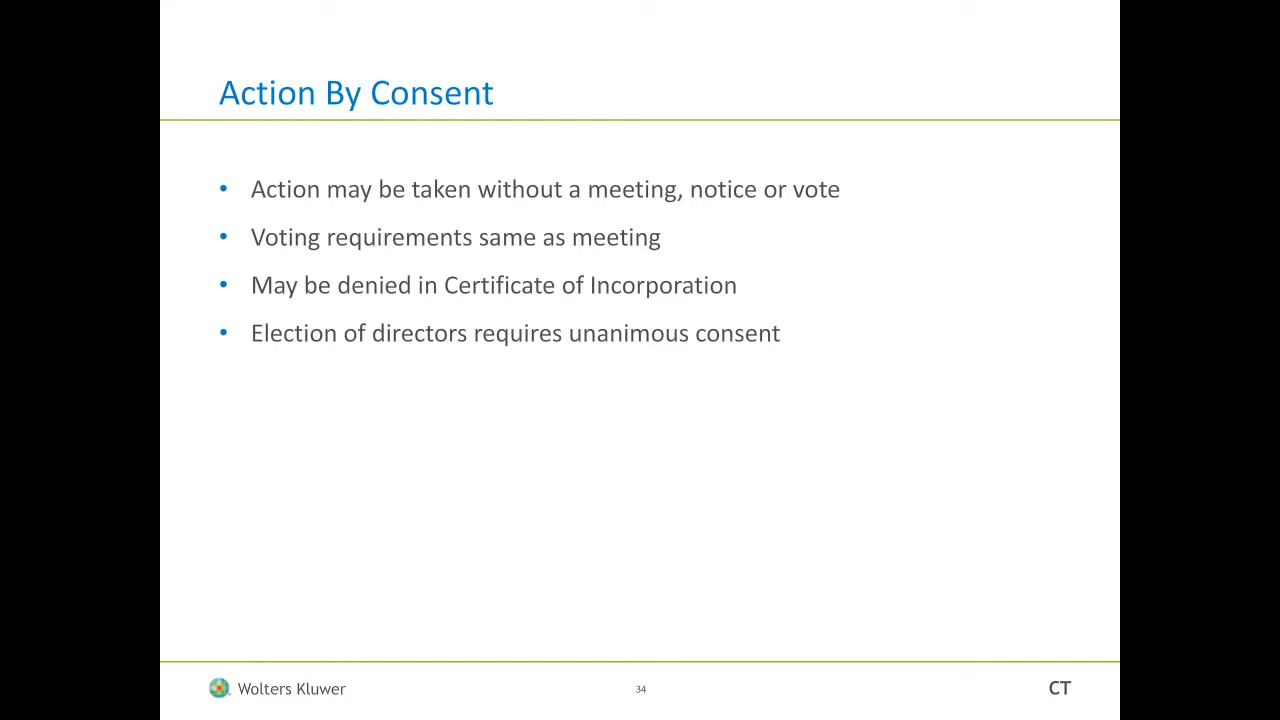 Action By Consent
• Action may be taken without a meeting, notice or vote
• Voting requirements same as meeting
• May be denied in Certificate of Incorporation
• Election of directors requires unanimous consent
Wolters Kluwer
34
CT